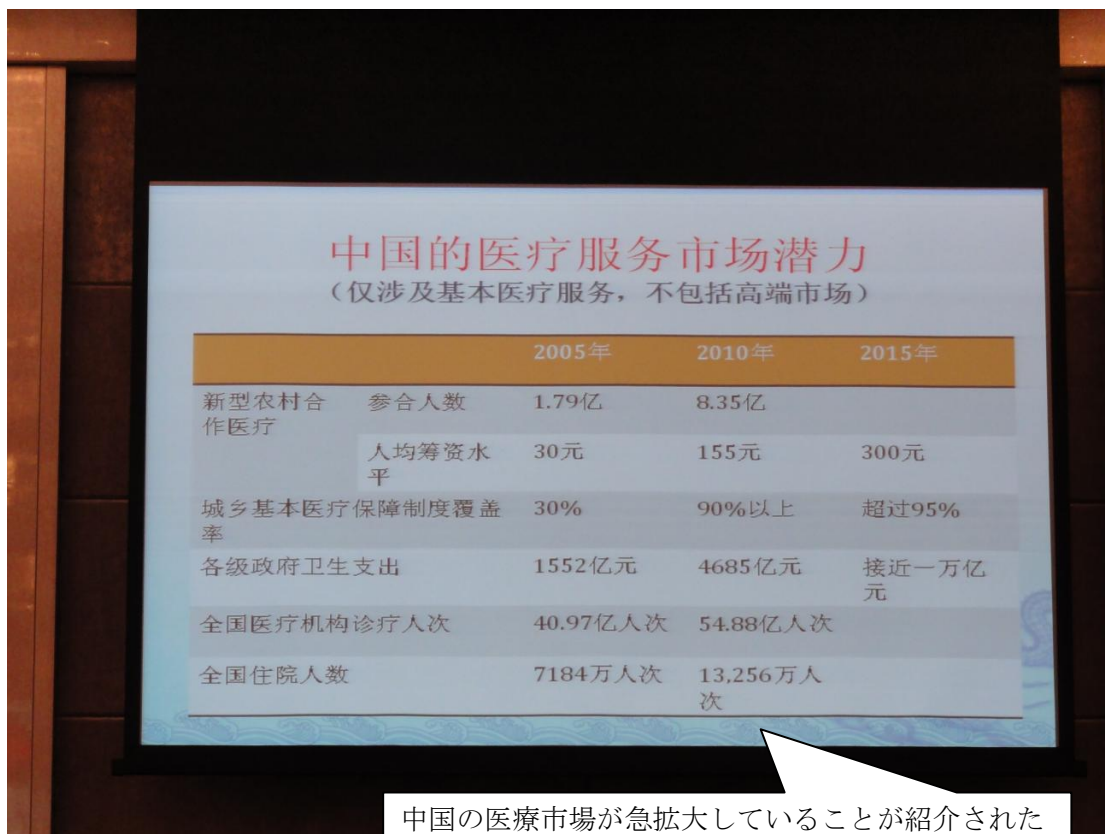 中国的医疗服务市场潜力
（仅涉及基本医疗服务，不包括高端市场）
2005年 2010年 2015年
新型农村合 参合人数 1.79亿 8.35亿
作医疗
人均筹资水 30元 155元 300元
平
城乡基本医疗保障制度覆盖 30% 90%以上 超过95%
率
各级政府卫生支出 1552亿元 4685亿元 接近一万亿
元
全国医疗机构诊疗人次 40.97亿人次 54.88亿人次
全国住院人数 7184万人次 13,256万人
次
中国の医療市場が急拡大していることが紹介された